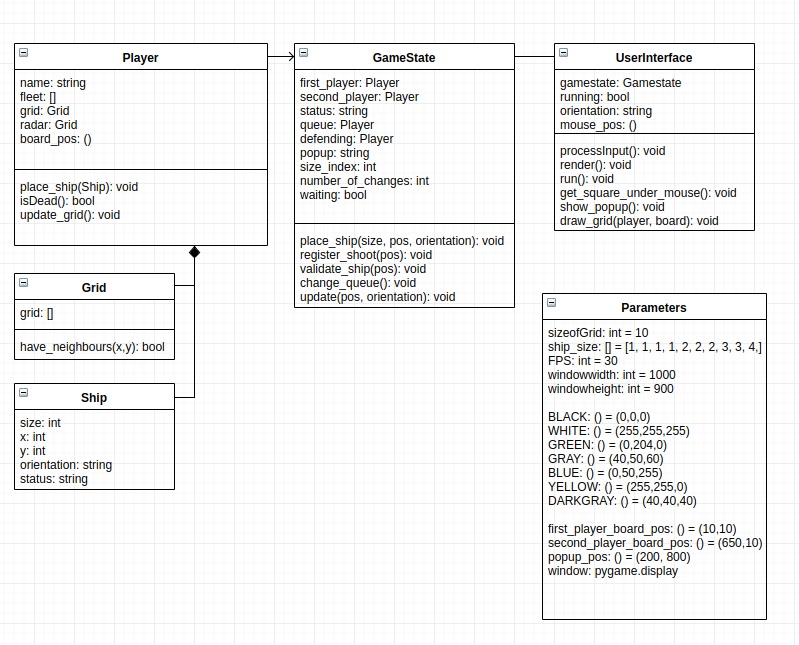 Player
name: string
fleet: []
grid: Grid
radar: Grid
board_pos: ()
place_ship(Ship): void
isDead(): bool
update_grid(): void
Grid
grid: []
have_neighbours(x,y): bool
Ship
size: int
x: int
y: int
orientation: string
status: string
GameState
first_player: Player
second_player: Player
status: string
queue: Player
defending: Player
popup: string
size_index: int
number_of_changes: int
waiting: bool
place_ship(size, pos, orientation): void
register_shoot(pos): void
validate_ship(pos): void
change_queue(): void
update(pos, orientation): void
UserInterface
gamestate: Gamestate
running: bool
orientation: string
mouse_pos: ()
processInput(): void
render(): void
run(): void
get_square_under_mouse(): void
show_popup(): void
draw_grid(player, board): void
Parameters
sizeofGrid: int = 10
ship_size: [] = [1, 1, 1, 1, 2, 2, 2, 3, 3, 4,]
FPS: int = 30
windowwidth: int = 1000
windowheight: int = 900
BLACK: () = (0,0,0)
WHITE: () = (255,255,255)
GREEN: () = (0,204,0)
GRAY: () = (40,50,60)
BLUE: () = (0,50,255)
YELLOW: () = (255,255,0)
DARKGRAY: () = (40,40,40)
first_player_board_pos: () = (10,10)
second_player_board_pos: () = (650,10)
popup_pos: () = (200, 800)
window: pygame.display